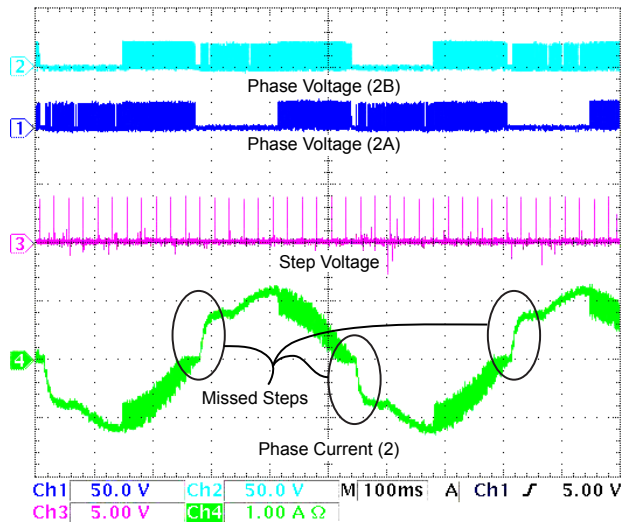 2
Phase Voltage (2B)
1
Phase Voltage (2A)
3
Step Voltage
4
Missed Steps
Phase Current (2)
Ch1 50.0 V Ch2 50.0 V M 100ms A Ch1 5.00 V
Ch3 5.00 V Ch4 1.00 A Ω